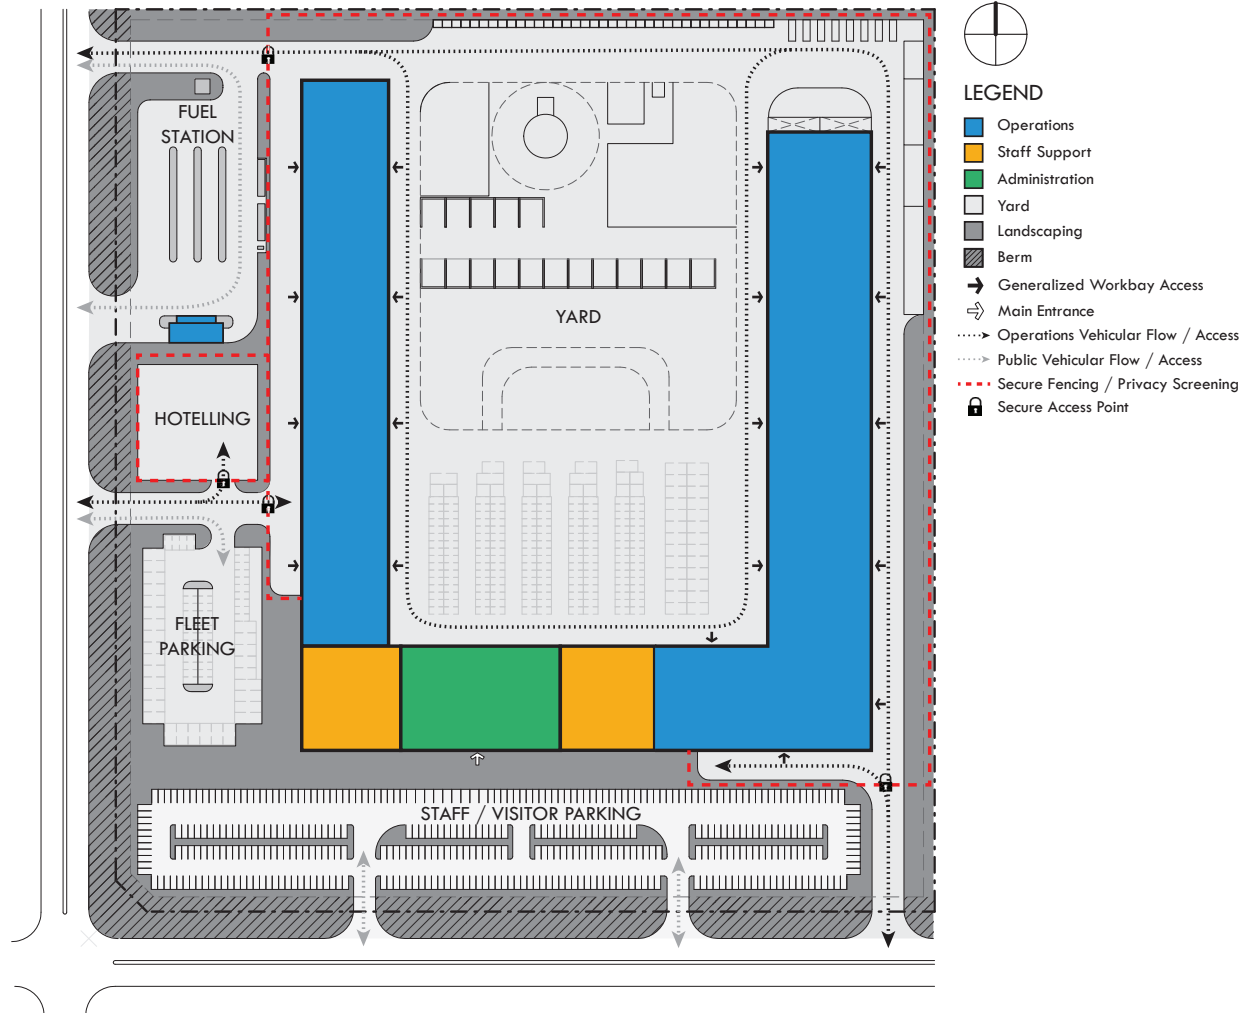 FUEL
STATION
HOTELLING
FLEET
PARKING
YARD
STAFF / VISITOR PARKING
LEGEND
Operations
Staff Support
Administration
Yard
Landscaping
Berm
Generalized Workbay Access
Main Entrance
Operations Vehicular Flow / Access
Public Vehicular Flow / Access
Secure Fencing / Privacy Screening
Secure Access Point